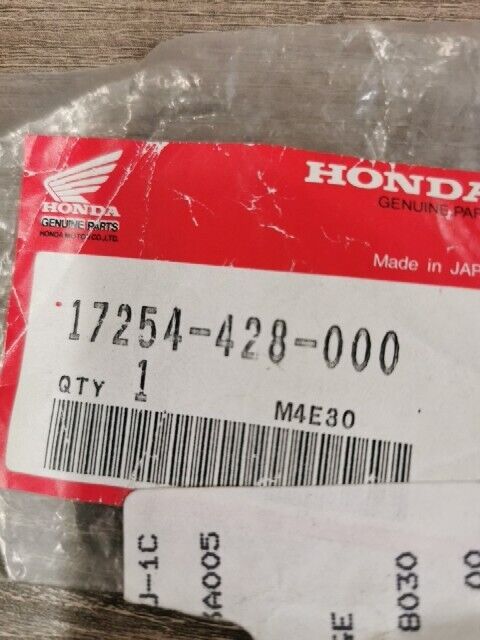 HONDA
GENUINE PARTS
HONDA MOTOR CO.,LTD.
HONDA
GENUINE PAR
Made in JAP
17254-428-000
QTY 1
M4E30
J-1C
A005
GE
8030
00